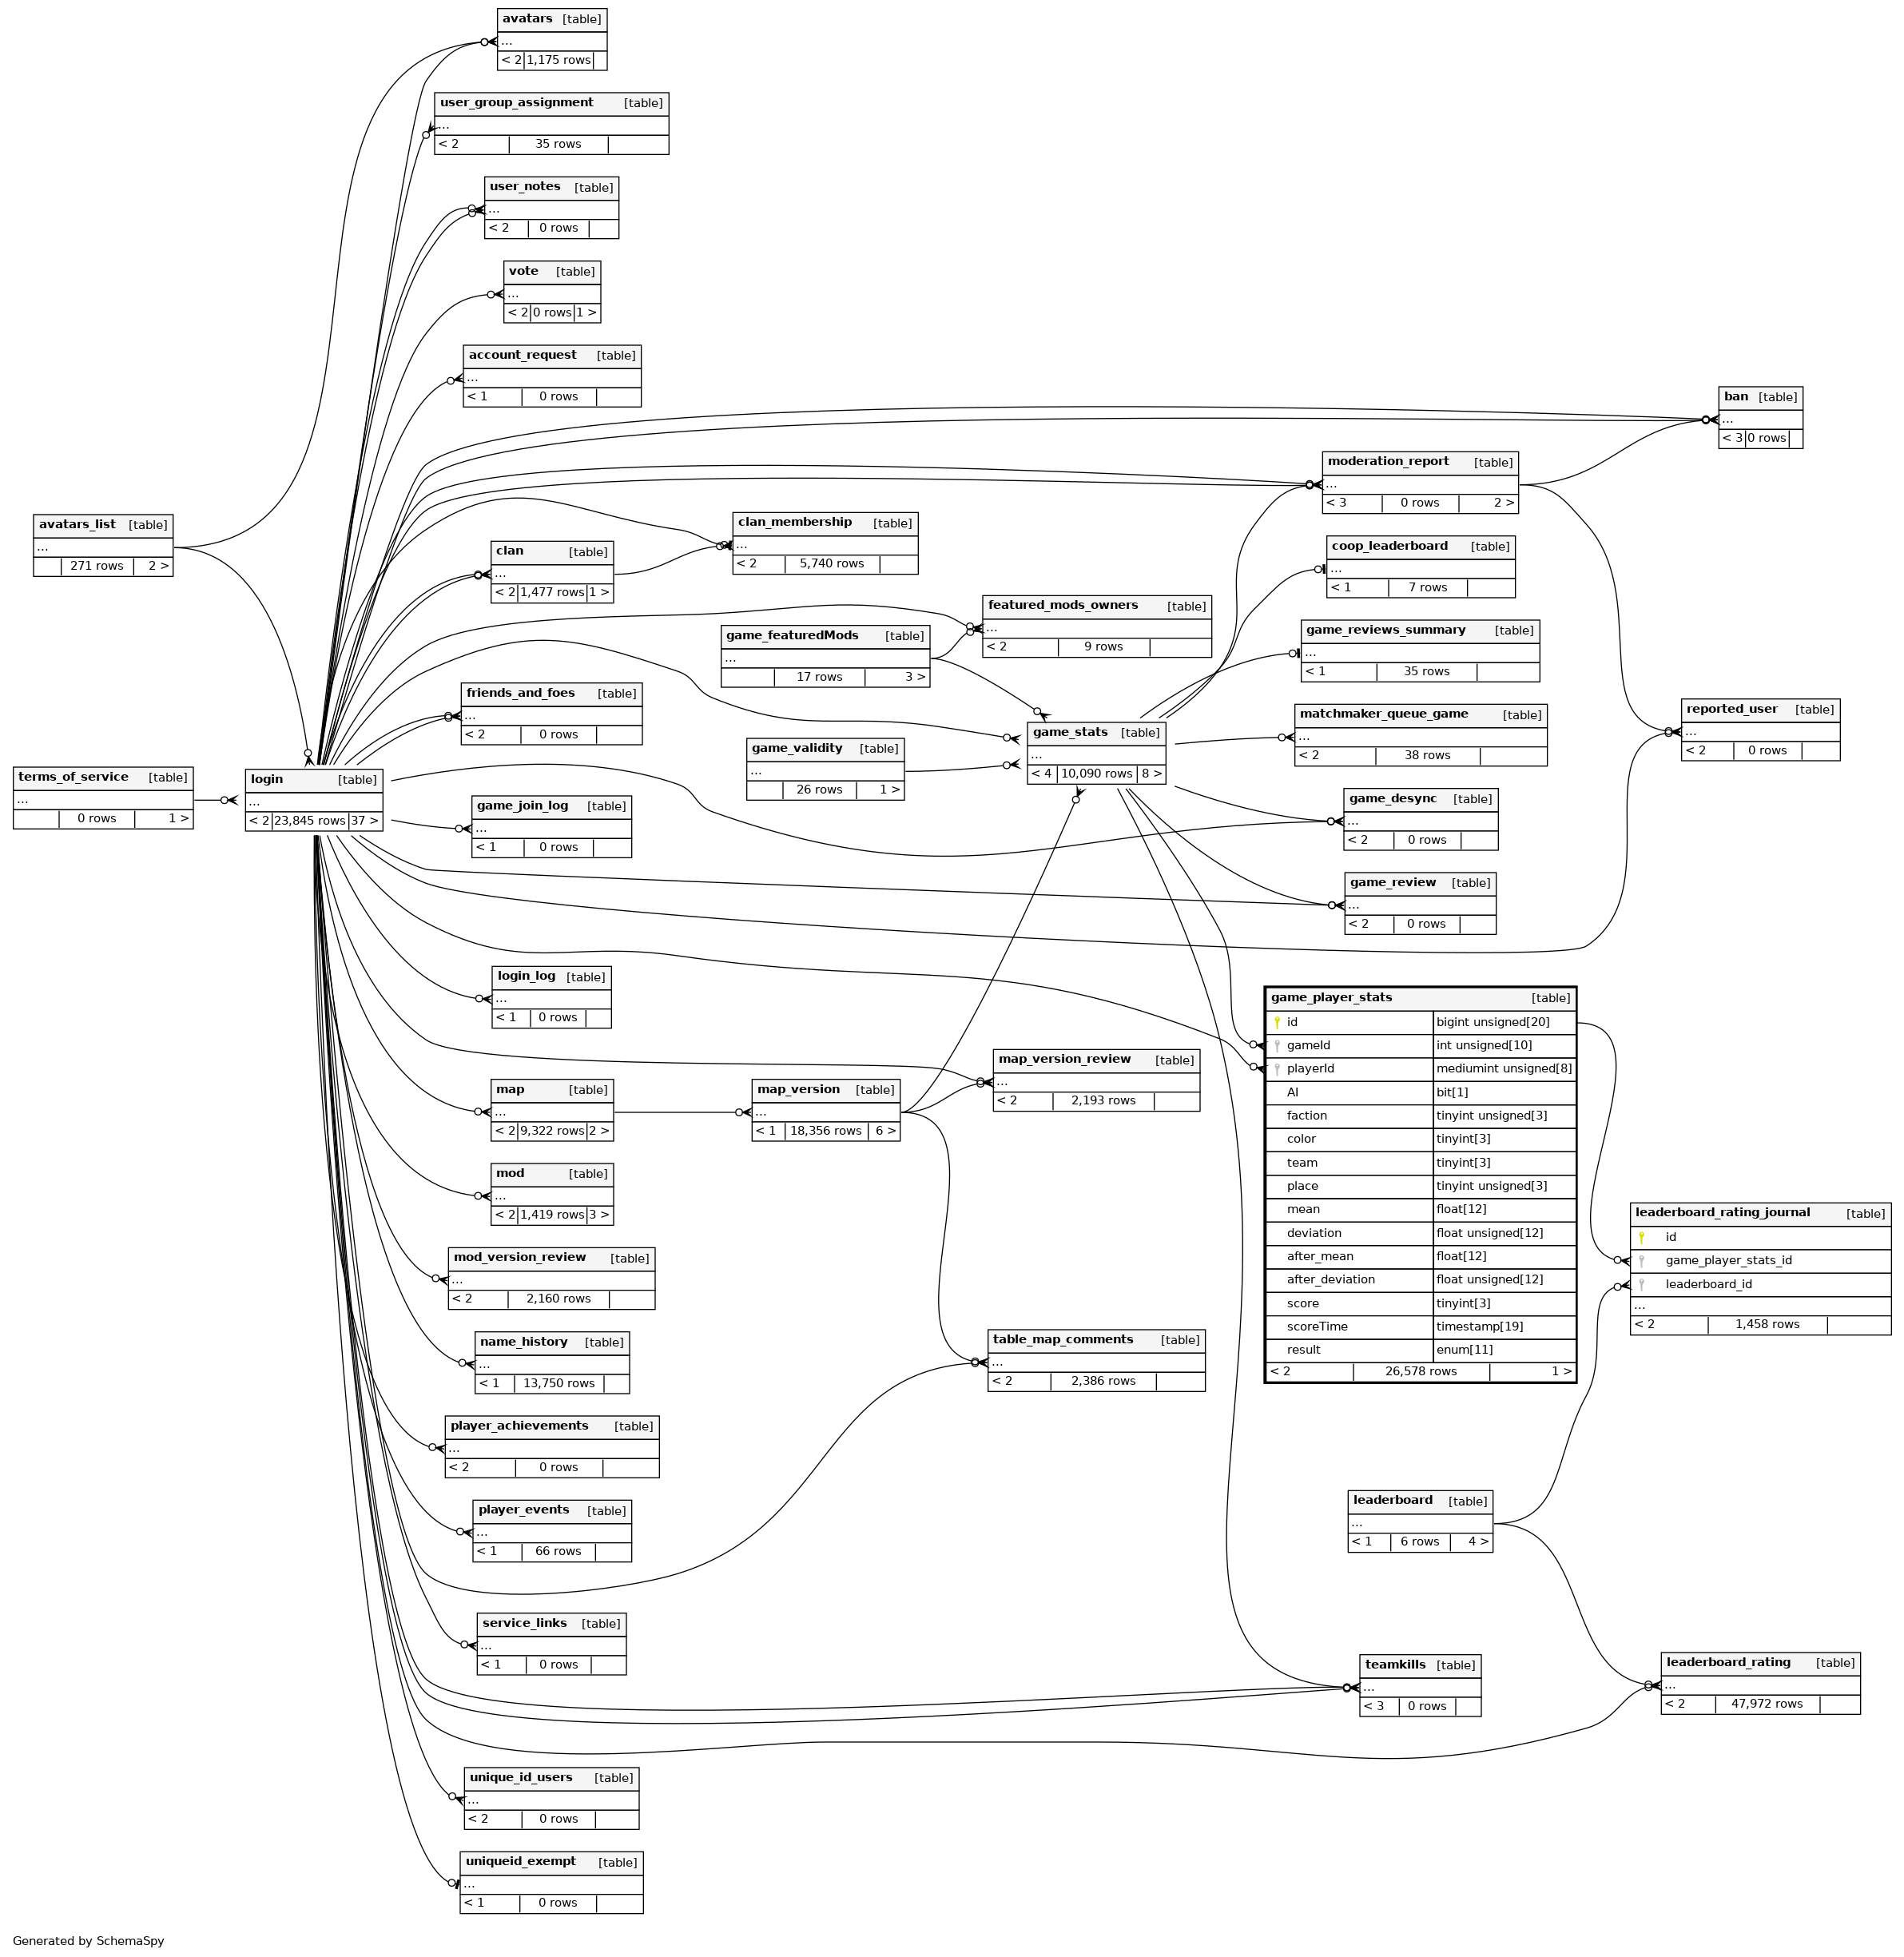 avatars [table]
...
< 2 1,175 rows
user_group_assignment [table]
...
< 2 35 rows
user_notes [table]
...
< 2 0 rows
vote [table]
...
< 2 0 rows 1 >
account_request [table]
...
< 1 0 rows
ban [table]
...
< 3 0 rows
moderation_report [table]
...
< 3 0 rows 2 >
avatars_list [table]
...
271 rows 2 >
clan_membership [table]
...
< 2 5,740 rows
clan [table]
...
< 2 1,477 rows 1 >
coop_leaderboard [table]
...
< 1 7 rows
featured_mods_owners [table]
...
< 2 9 rows
game_featuredMods [table]
...
17 rows 3 >
game_reviews_summary [table]
...
< 1 35 rows
friends_and_foes [table]
...
< 2 0 rows
matchmaker_queue_game [table]
...
< 2 38 rows
reported_user [table]
...
< 2 0 rows
game_stats [table]
...
< 4 10,090 rows 8 >
game_validity [table]
...
26 rows 1 >
terms_of_service [table]
...
0 rows 1 >
login [table]
...
< 2 23,845 rows 37 >
game_join_log [table]
...
< 1 0 rows
game_desync [table]
...
< 2 0 rows
game_review [table]
...
< 2 0 rows
login_log [table]
...
< 1 0 rows
game_player_stats [table]
id bigint unsigned[20]
gameId int unsigned[10]
playerId mediumint unsigned[8]
AI bit[1]
faction tinyint unsigned[3]
color tinyint[3]
team tinyint[3]
place tinyint unsigned[3]
mean float[12]
deviation float unsigned[12]
after_mean float[12]
after_deviation float unsigned[12]
score tinyint[3]
scoreTime timestamp[19]
result enum[11]
< 2 26,578 rows 1 >
map_version_review [table]
...
< 2 2,193 rows
map [table]
...
< 2 9,322 rows 2 >
map_version [table]
...
< 1 18,356 rows 6 >
mod [table]
...
< 2 1,419 rows 3 >
leaderboard_rating_journal [table]
id
game_player_stats_id
leaderboard_id
...
< 2 1,458 rows
mod_version_review [table]
...
< 2 2,160 rows
name_history [table]
...
< 1 13,750 rows
table_map_comments [table]
...
< 2 2,386 rows
player_achievements [table]
...
< 2 0 rows
player_events [table]
...
< 1 66 rows
leaderboard [table]
...
< 1 6 rows 4 >
service_links [table]
...
< 1 0 rows
teamkills [table]
...
< 3 0 rows
leaderboard_rating [table]
...
< 2 47,972 rows
unique_id_users [table]
...
< 2 0 rows
uniqueid_exempt [table]
...
< 1 0 rows
Generated by SchemaSpy